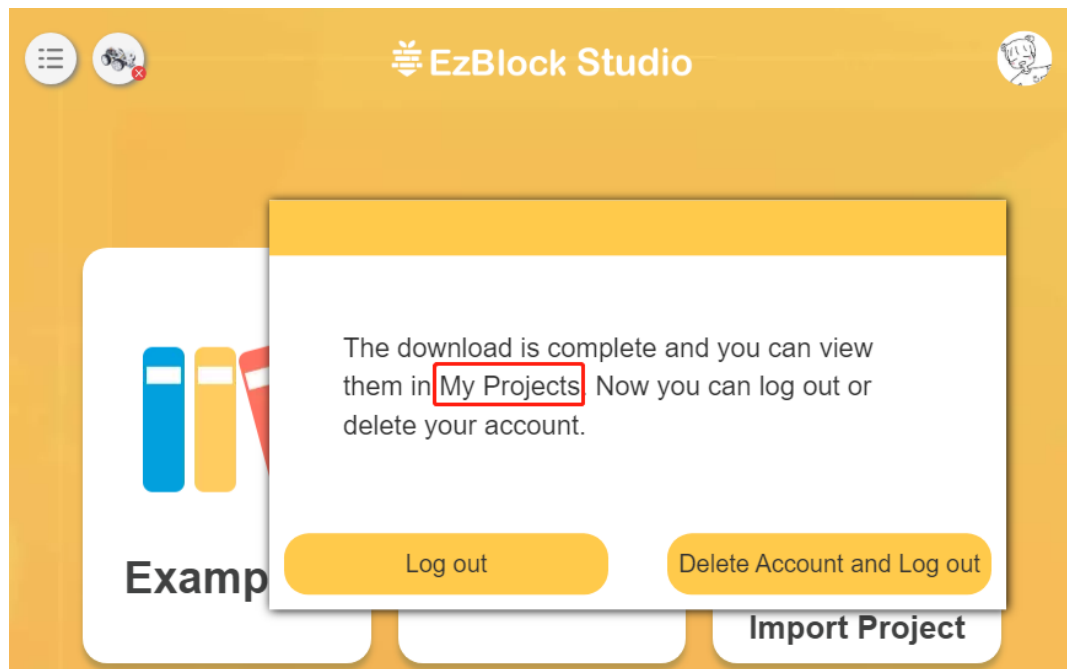 EzBlock Studio
The download is complete and you can view
them in My Projects. Now you can log out or
delete your account.
Log out
Delete Account and Log out
Examp
Import Project